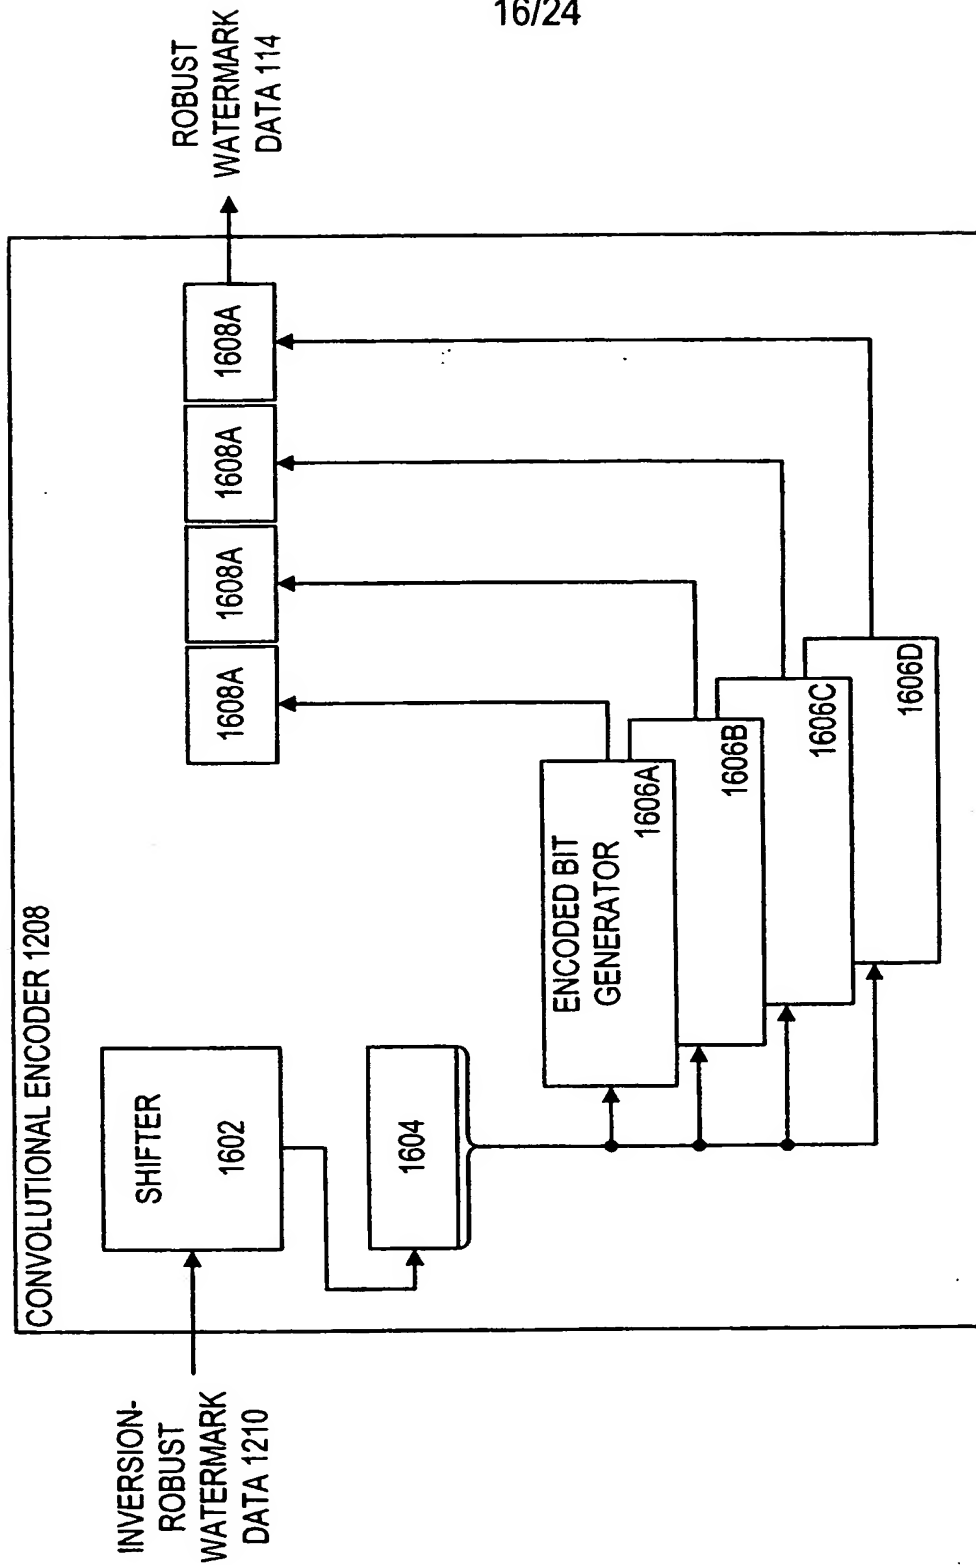 16/24
CONVOLUTIONAL ENCODER 1208
INVERSION-
ROBUST
WATERMARK
DATA 1210
SHIFTER
1602
1604
ENCODED BIT
GENERATOR
1606A
1606B
1606C
1606D
1608A
1608A
1608A
1608A
ROBUST
WATERMARK
DATA 114